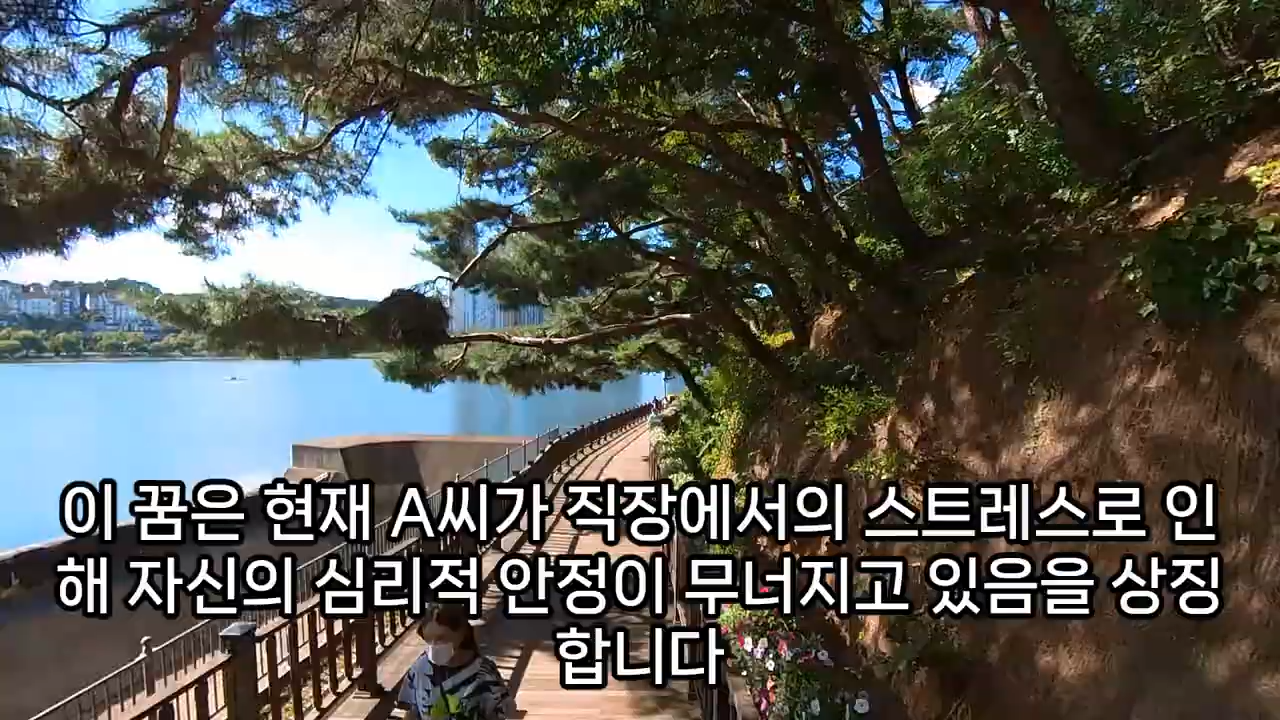 이 꿈은 현재 A씨가 직장에서의 스트레스로 인
해 자신의 심리적 안정이 무너지고 있음을 상징
합니다